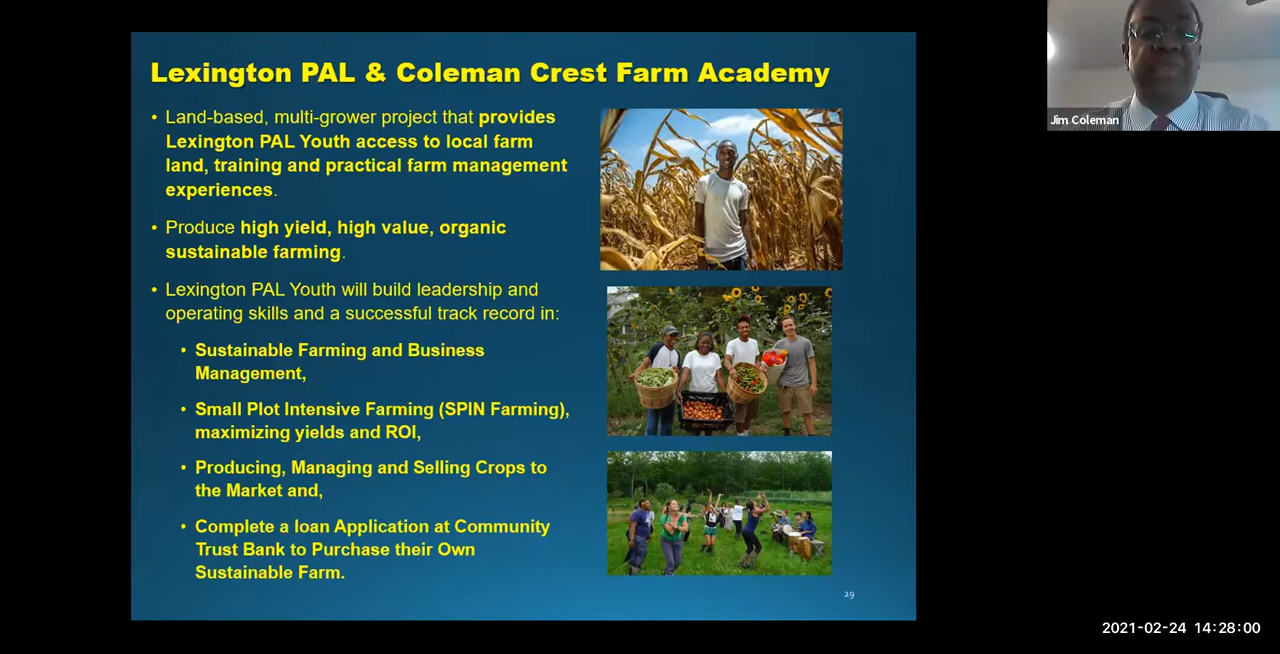 Lexington PAL & Coleman Crest Farm Academy
• Land-based, multi-grower project that provides
Lexington PAL Youth access to local farm
land, training and practical farm management
experiences.
• Produce high yield, high value, organic
sustainable farming.
• Lexington PAL Youth will build leadership and
operating skills and a successful track record in:
• Sustainable Farming and Business
Management,
• Small Plot Intensive Farming (SPIN Farming),
maximizing yields and ROI,
• Producing, Managing and Selling Crops to
the Market and,
• Complete a loan Application at Community
Trust Bank to Purchase their Own
Sustainable Farm.
29
Jim Coleman
2021-02-24 14:28:00